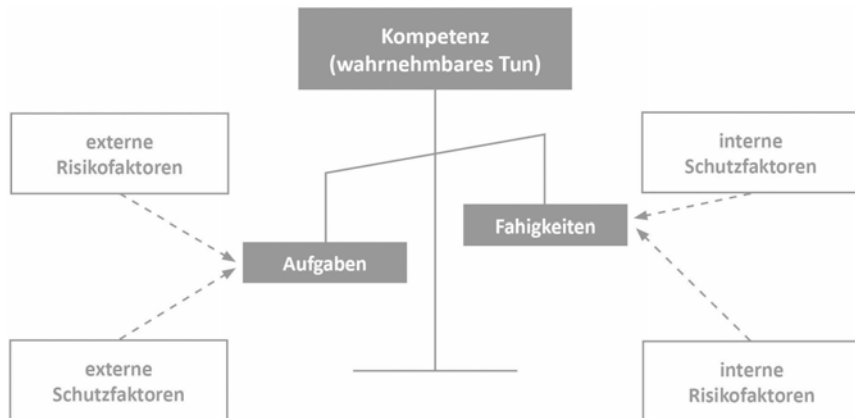 Kompetenz
(wahrnehmbares Tun)
externe
Risikofaktoren
interne
Schutzfaktoren
Fahigkeiten
Aufgaben
externe
Schutzfaktoren
interne
Risikofaktoren